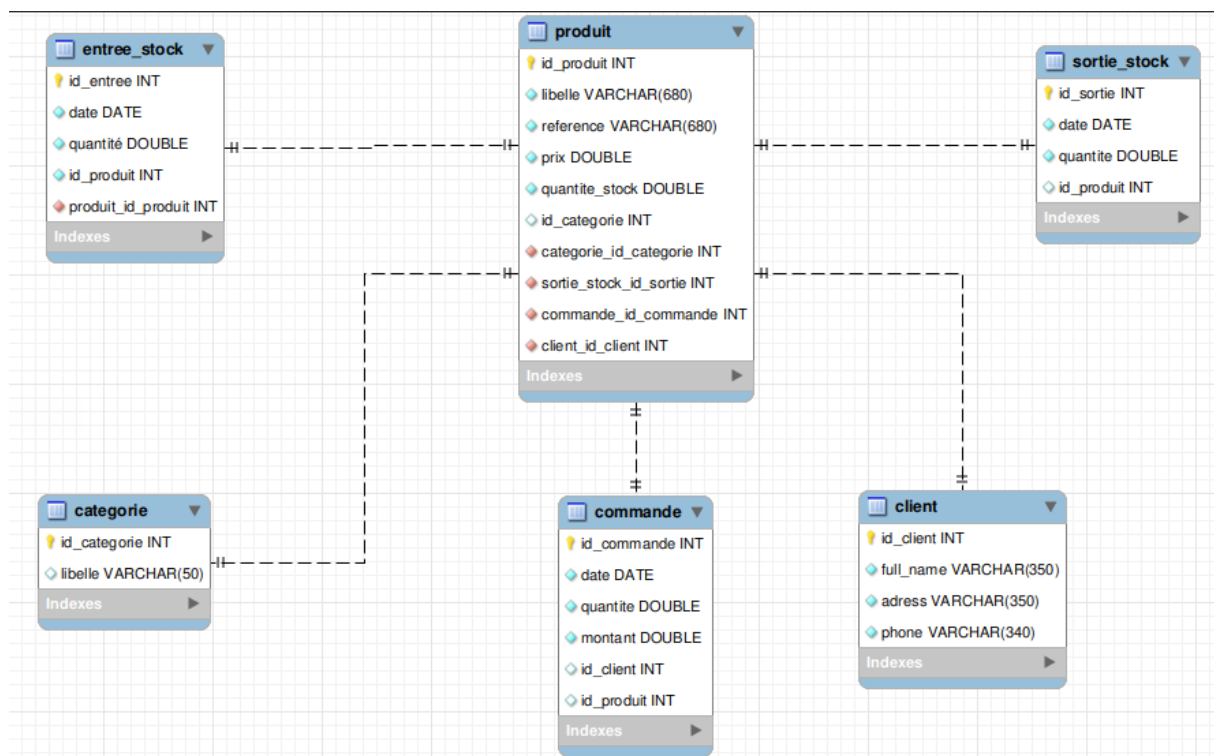 entree_stock
id_entree INT
date DATE
quantité DOUBLE
id_produit INT
produit_id_produit INT
Indexes
produit
id_produit INT
libelle VARCHAR(680)
reference VARCHAR(680)
prix DOUBLE
quantite_stock DOUBLE
id_categorie INT
categorie_id_categorie INT
sortie_stock_id_sortie INT
commande_id_commande INT
client_id_client INT
Indexes
sortie_stock
id_sortie INT
date DATE
quantite DOUBLE
id_produit INT
Indexes
categorie
id_categorie INT
libelle VARCHAR(50)
Indexes
commande
id_commande INT
date DATE
quantite DOUBLE
montant DOUBLE
id_client INT
id_produit INT
Indexes
client
id_client INT
full_name VARCHAR(350)
adress VARCHAR(350)
phone VARCHAR(340)
Indexes